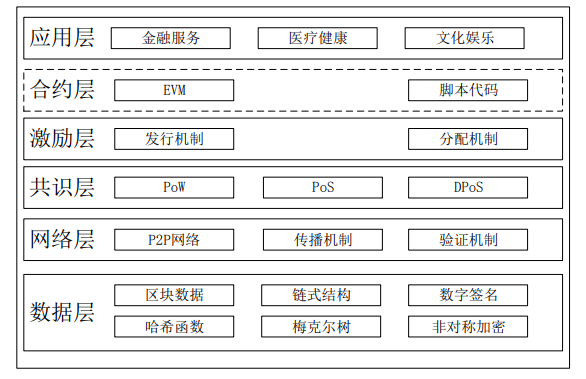 应用层 金融服务 医疗健康 文化娱乐
合约层 EVM 脚本代码
激励层 发行机制 分配机制
共识层 PoW PoS DPoS
网络层 P2P网络 传播机制 验证机制
数据层
区块数据 链式结构 数字签名
哈希函数 梅克尔树 非对称加密